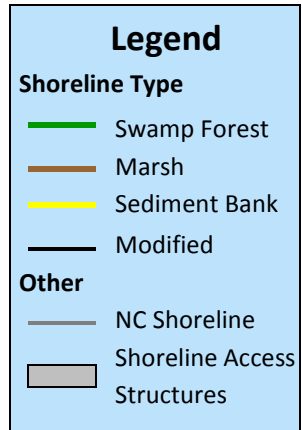 Legend
Shoreline Type
Swamp Forest
Marsh
Sediment Bank
Modified
Other
NC Shoreline
Shoreline Access
Structures